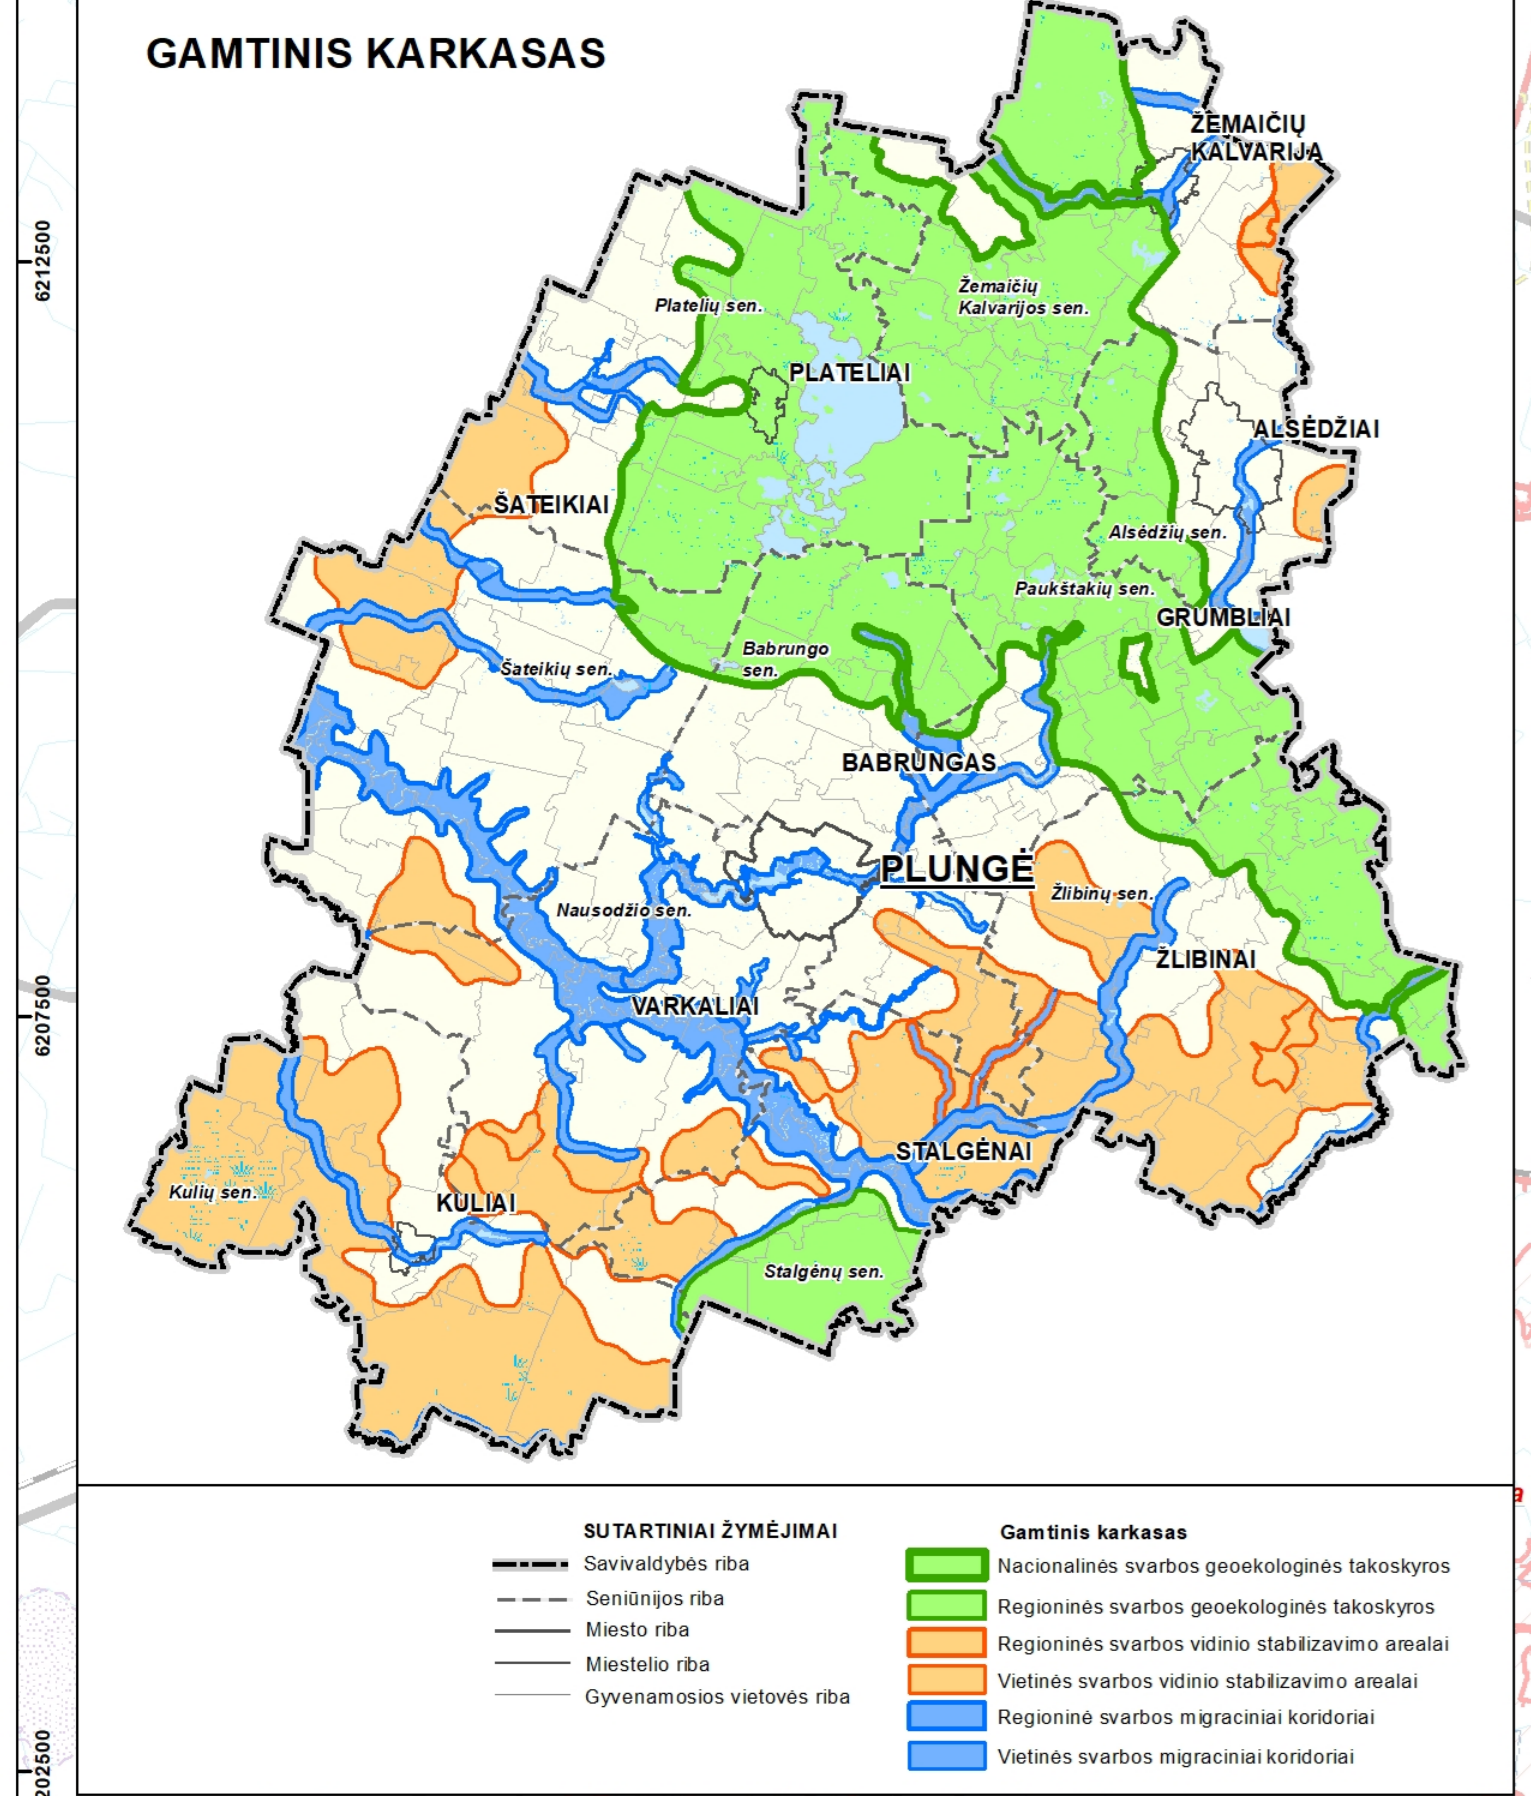 GAMTINIS KARKASAS
ŽEMAIČIŲ
KALVARIJA
6212500
Žemaičių
Kalvarijos sen.
Platelių sen.
PLATELIAI
ALSĖDŽIAI
ŠATEIKIAI
Alsėdžių sen.
Paukštakių sen.
GRUMBLIAI
Babrungo
sen.
Šateikių sen.
BABRUNGAS
PLUNGĖ
Žlibinų sen.
Nausodžio sen.
ŽLIBINAI
6207500
VARKALIAI
STALGĖNAI
Kulių sen.
KULIAI
Stalgėnų sen.
a
SUTARTINIAI ŽYMĖJIMAI
Savivaldybės riba
Seniūnijos riba
Miesto riba
Miestelio riba
Gyvenamosios vietovės riba
Gamtinis karkasas
Nacionalinės svarbos geoekologinės takoskyros
Regioninės svarbos geoekologinės takoskyros
Regioninės svarbos vidinio stabilizavimo arealai
Vietinės svarbos vidinio stabilizavimo arealai
Regioninė svarbos migraciniai koridoriai
Vietinės svarbos migraciniai koridoriai
202500